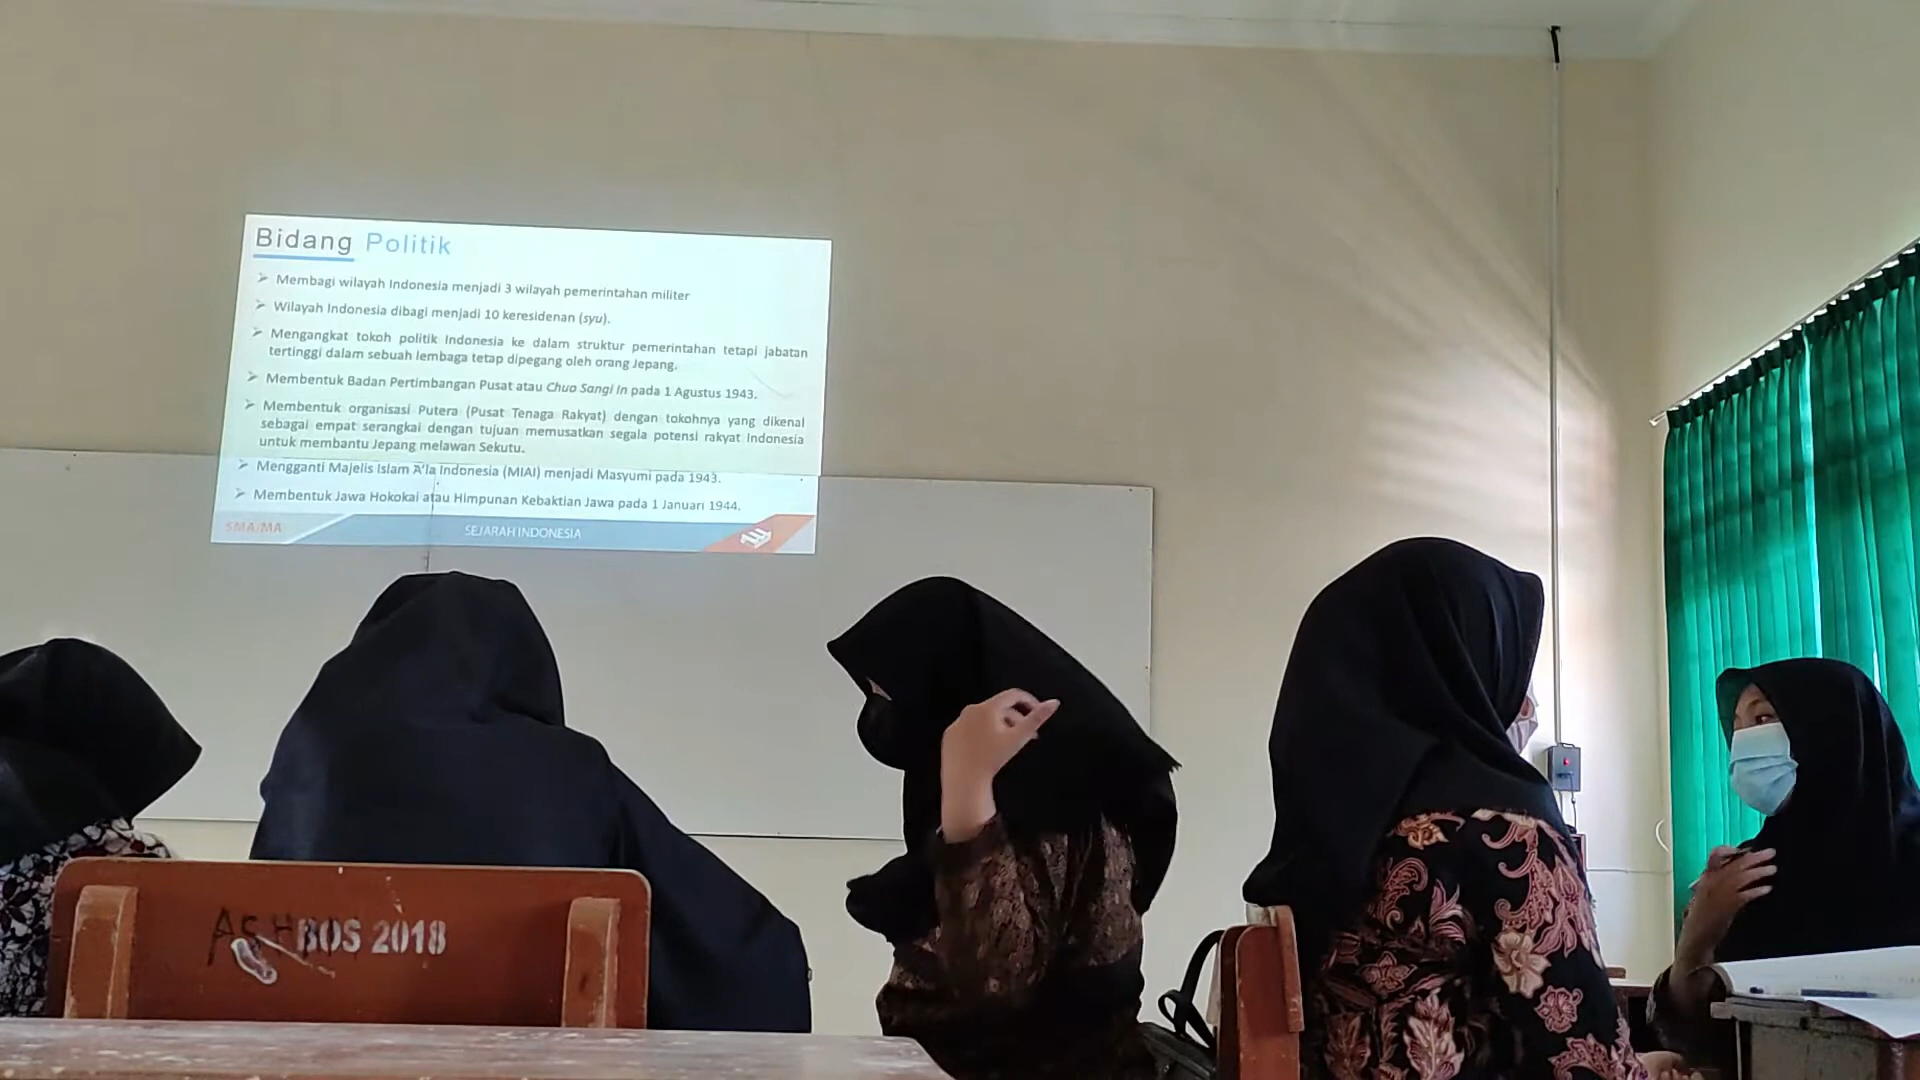 Bidang Politik
Membagi wilayah Indonesia menjadi 3 wilayah pemerintahan militer
Wilayah Indonesia dibagi menjadi 10 keresidenan (syu).
Mengangkat tokoh politik Indonesia ke dalam struktur pemerintahan tetapi jabatan
tertinggi dalam sebuah lembaga tetap dipegang oleh orang Jepang.
Membentuk Badan Pertimbangan Pusat atau Chuo Sangi In pada 1 Agustus 1943.
Membentuk organisasi Putera (Pusat Tenaga Rakyat) dengan tokohnya yang dikenal
sebagai empat serangkai dengan tujuan memusatkan segala potensi rakyat Indonesia
untuk membantu Jepang melawan Sekutu.
Mengganti Majelis Islam A'la Indonesia (MIAI) menjadi Masyumi pada 1943.
Membentuk Jawa Hokokai atau Himpunan Kebaktian Jawa pada 1 Januari 1944.
SMA/MA SEJARAH INDONESIA
BOS 2018